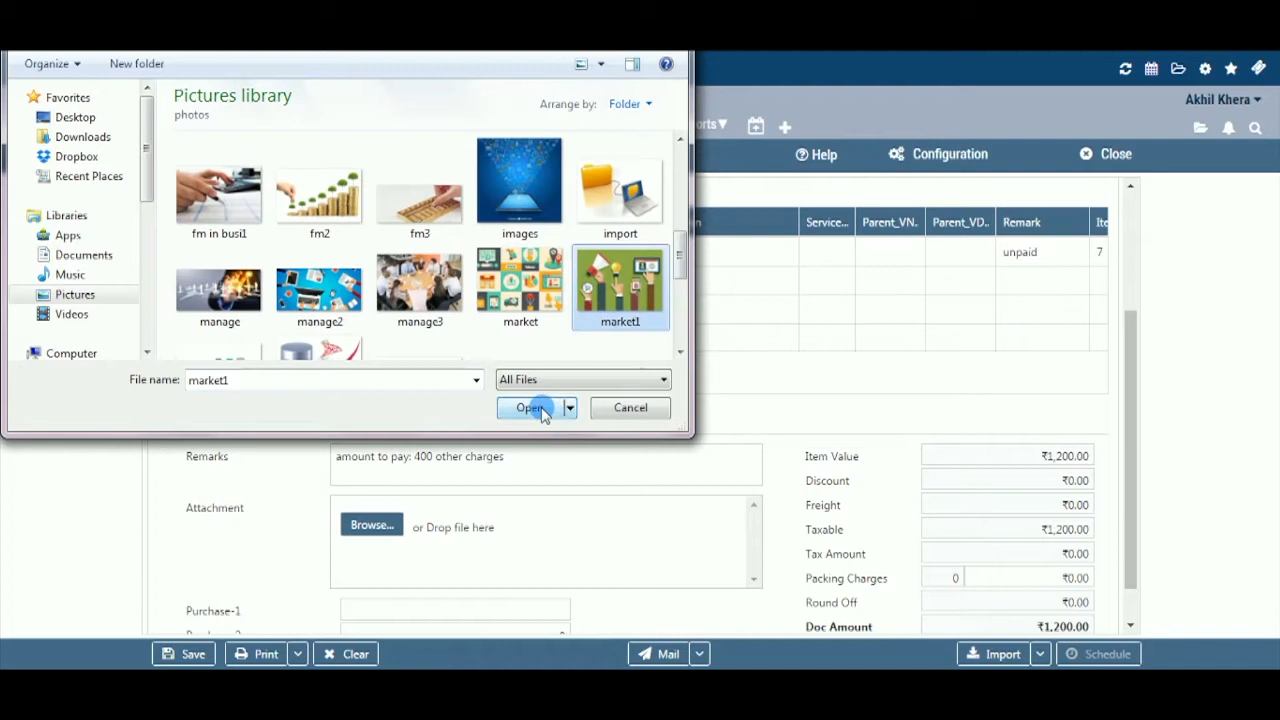 Organize
New folder
Favorites
Desktop
Downloads
Dropbox
Recent Places
Libraries
Apps
Documents
Music
Pictures
Videos
Computer
Pictures library
photos
Arrange by: Folder
fm in busi1
fm2
fm3
images
import
manage
manage2
manage3
market
market1
File name: market1
All Files
Open
Cancel
Akhil Khera
Help
Configuration
Close
Service...
Parent_VN..
Parent_VD..
Remark
unpaid
7
Remarks
amount to pay: 400 other charges
Attachment
Browse...
or Drop file here
Purchase-1
Item Value ₹1,200.00
Discount ₹0.00
Freight ₹0.00
Taxable ₹1,200.00
Tax Amount ₹0.00
Packing Charges 0 ₹0.00
Round Off ₹0.00
Doc Amount ₹1,200.00
Save
Print
Clear
Mail
Import
Schedule